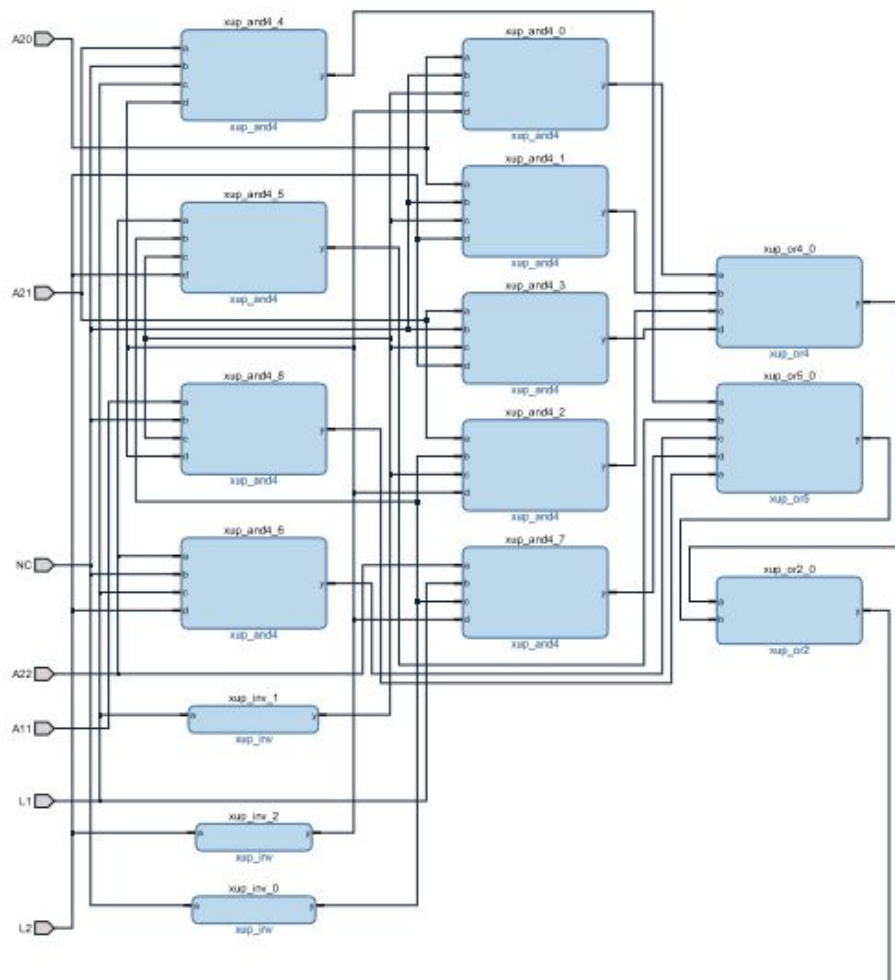 A20
A21
NC
A22
A11
L1
L2
xup_and4_4
a
b
c
d
y
xup_and4
xup_and4_5
a
b
c
d
y
xup_and4
xup_and4_8
a
b
c
d
y
xup_and4
xup_and4_6
a
b
c
d
y
xup_and4
xup_inv_1
a
y
xup_inv
xup_inv_2
a
y
xup_inv
xup_inv_0
a
y
xup_inv
xup_and4_0
a
b
c
d
y
xup_and4
xup_and4_1
a
b
c
d
y
xup_and4
xup_and4_3
a
b
c
d
y
xup_and4
xup_and4_2
a
b
c
d
y
xup_and4
xup_and4_7
a
b
c
d
y
xup_and4
xup_or4_0
a
b
c
d
y
xup_or4
xup_or5_0
a
b
c
d
e
y
xup_or5
xup_or2_0
a
b
y
xup_or2